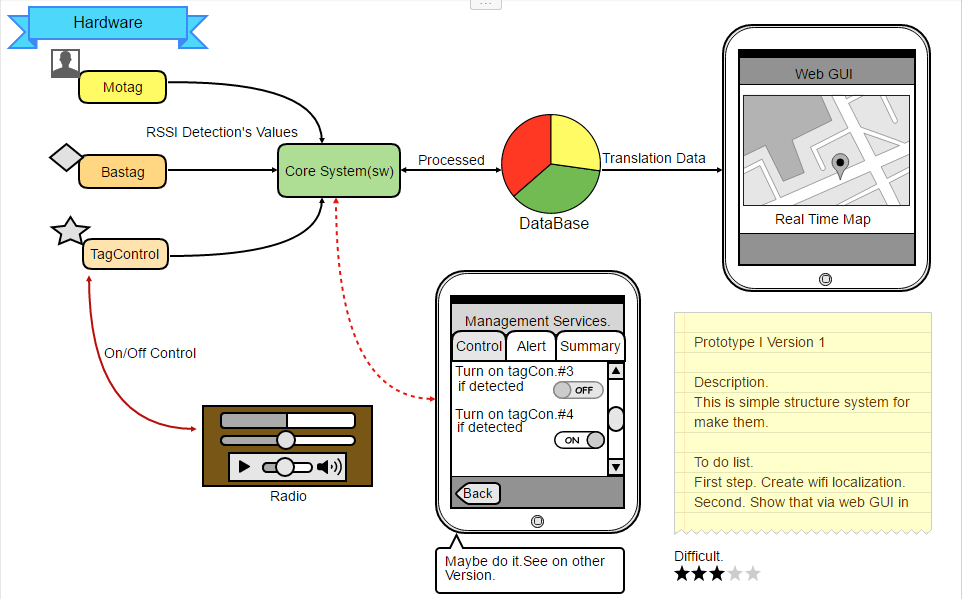 Hardware
Motag
RSSI Detection's Values
Bastag
Core System(sw)
Processed
DataBase
Translation Data
Web GUI
Real Time Map
TagControl
On/Off Control
Radio
Management Services.
Control
Alert
Summary
Turn on tagCon.#3
if detected
OFF
Turn on tagCon.#4
if detected
ON
Back
Maybe do it.See on other
Version.
Prototype I Version 1
Description.
This is simple structure system for
make them.
To do list.
First step. Create wifi localization.
Second. Show that via web GUI in
Difficult.